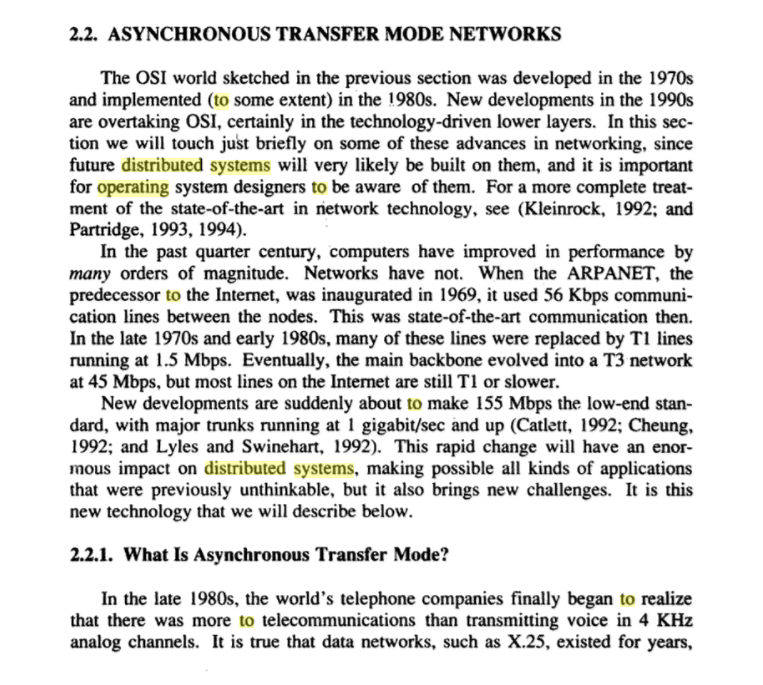 2.2. ASYNCHRONOUS TRANSFER MODE NETWORKS
The OSI world sketched in the previous section was developed in the 1970s
and implemented (to some extent) in the 1980s. New developments in the 1990s
are overtaking OSI, certainly in the technology-driven lower layers. In this sec-
tion we will touch just briefly on some of these advances in networking, since
future distributed systems will very likely be built on them, and it is important
for operating system designers to be aware of them. For a more complete treat-
ment of the state-of-the-art in network technology, see (Kleinrock, 1992; and
Partridge, 1993, 1994).
In the past quarter century, computers have improved in performance by
many orders of magnitude. Networks have not. When the ARPANET, the
predecessor to the Internet, was inaugurated in 1969, it used 56 Kbps communi-
cation lines between the nodes. This was state-of-the-art communication then.
In the late 1970s and early 1980s, many of these lines were replaced by T1 lines
running at 1.5 Mbps. Eventually, the main backbone evolved into a T3 network
at 45 Mbps, but most lines on the Internet are still T1 or slower.
New developments are suddenly about to make 155 Mbps the low-end stan-
dard, with major trunks running at 1 gigabit/sec and up (Catlett, 1992; Cheung,
1992; and Lyles and Swinehart, 1992). This rapid change will have an enor-
mous impact on distributed systems, making possible all kinds of applications
that were previously unthinkable, but it also brings new challenges. It is this
new technology that we will describe below.
2.2.1. What Is Asynchronous Transfer Mode?
In the late 1980s, the world's telephone companies finally began to realize
that there was more to telecommunications than transmitting voice in 4 KHz
analog channels. It is true that data networks, such as X.25, existed for years,